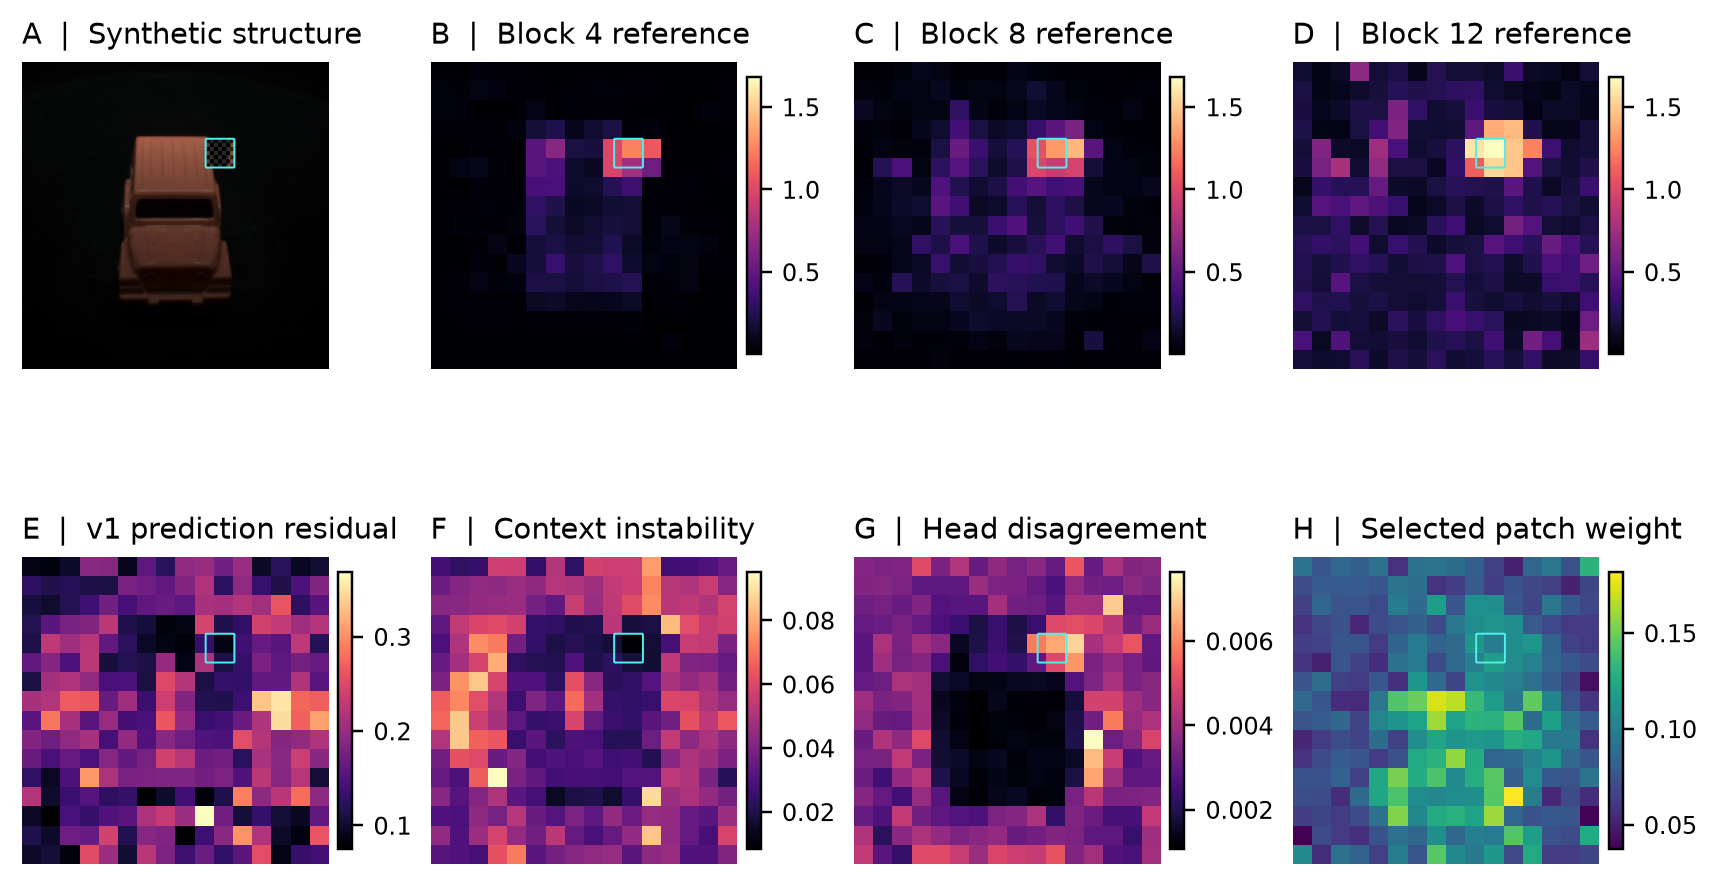 A | Synthetic structure
B | Block 4 reference
C | Block 8 reference
D | Block 12 reference
1.5
1.0
0.5
1.5
1.0
0.5
1.5
1.0
0.5
E | v1 prediction residual
F | Context instability
G | Head disagreement
H | Selected patch weight
0.3
0.2
0.1
0.08
0.06
0.04
0.02
0.006
0.004
0.002
0.15
0.10
0.05